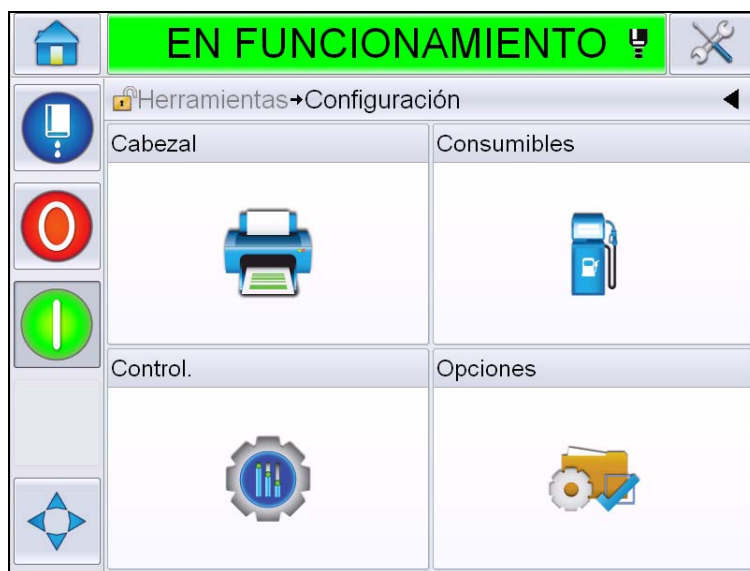 EN FUNCIONAMIENTO
Herramientas→Configuración
Cabezal
Consumibles
Control.
Opciones